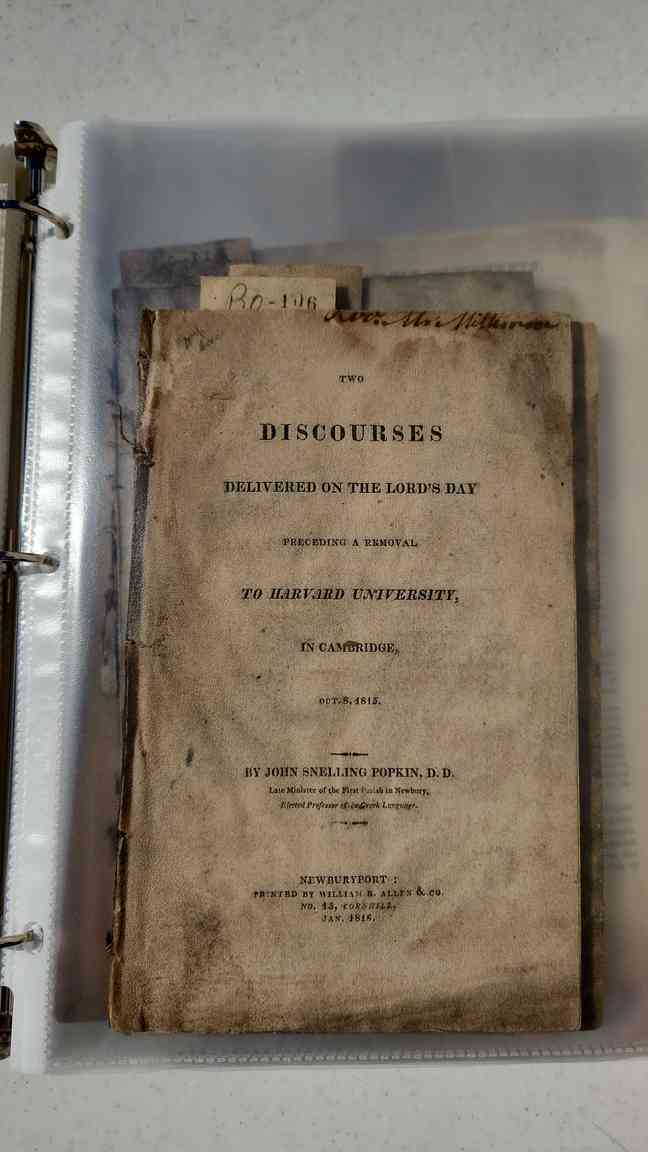 BO-106
Rev. Mr.
TWO
DISCOURSES
DELIVERED ON THE LORD'S DAY
PRECEDING A REMOVAL
TO HARVARD UNIVERSITY,
IN CAMBRIDGE,
OCT. 8, 1815.
BY JOHN SNELLING POPKIN, D. D.
Late Minister of the First Parish in Newbury,
Elected Professor of the Greek Language.
NEWBURYPORT :
PRINTED BY WILLIAM B. ALLEN & CO.
NO. 13, CORNHILL,
JAN. 1816.